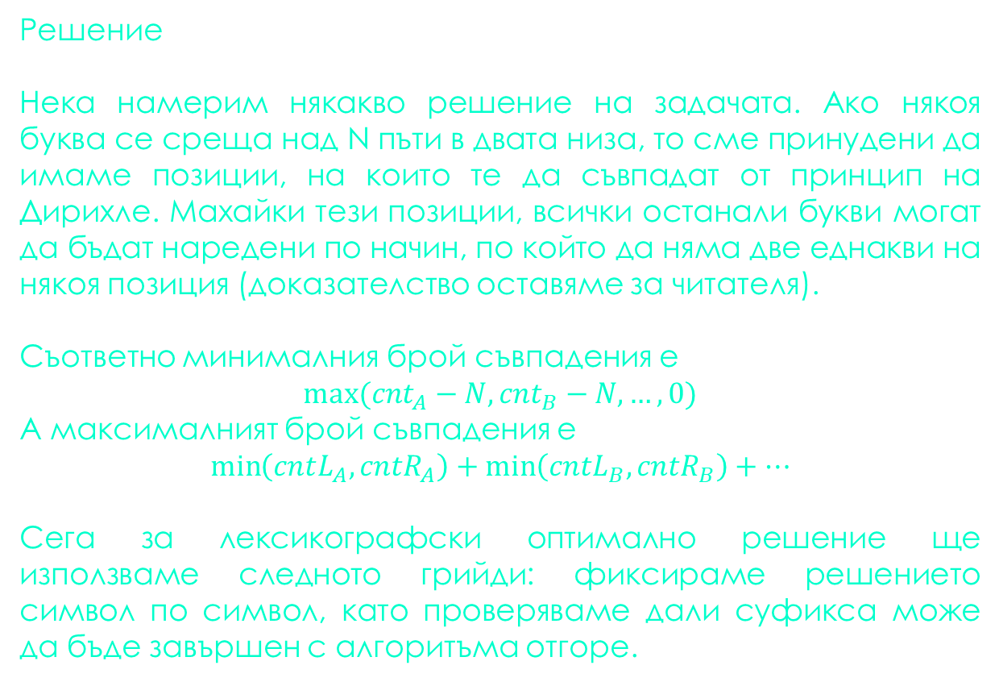 Решение
Нека намерим някакво решение на задачата. Ако някоя
буква се среща над N пъти в двата низа, то сме принудени да
имаме позиции, на които те да съвпадат от принцип на
Дирихле. Махайки тези позиции, всички останали букви могат
да бъдат наредени по начин, по който да няма две еднакви на
някоя позиция (доказателство оставяме за читателя).
Съответно минималния брой съвпадения е
max(cnt_A − N, cnt_B − N, … , 0)
А максималният брой съвпадения е
min(cntL_A, cntR_A) + min(cntL_B, cntR_B) + ⋯
Сега за лексикографски оптимално решение ще
използваме следното грийди: фиксираме решението
символ по символ, като проверяваме дали суфикса може
да бъде завършен с алгоритъма отгоре.